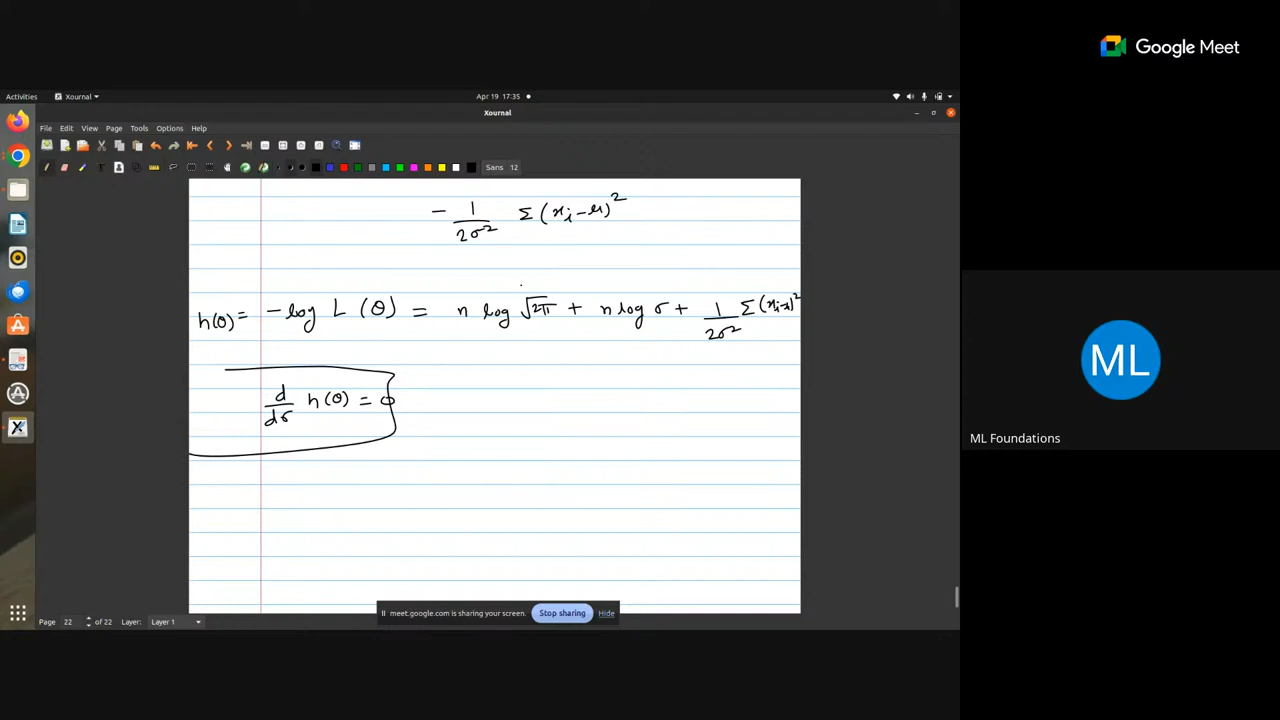 Google Meet
Activities Xournal Apr 19 17:35
Xournal
File Edit View Page Tools Options Help
Sans 12
- 1/2σ² Σ(xᵢ-μ)²
h(θ) = -log L (θ) = n log √2π + n log σ + 1/2σ² Σ(xᵢ-μ)²
d/dσ h(θ) = 0
ML
ML Foundations
meet.google.com is sharing your screen. Stop sharing Hide
Page 22 of 22 Layer: Layer 1